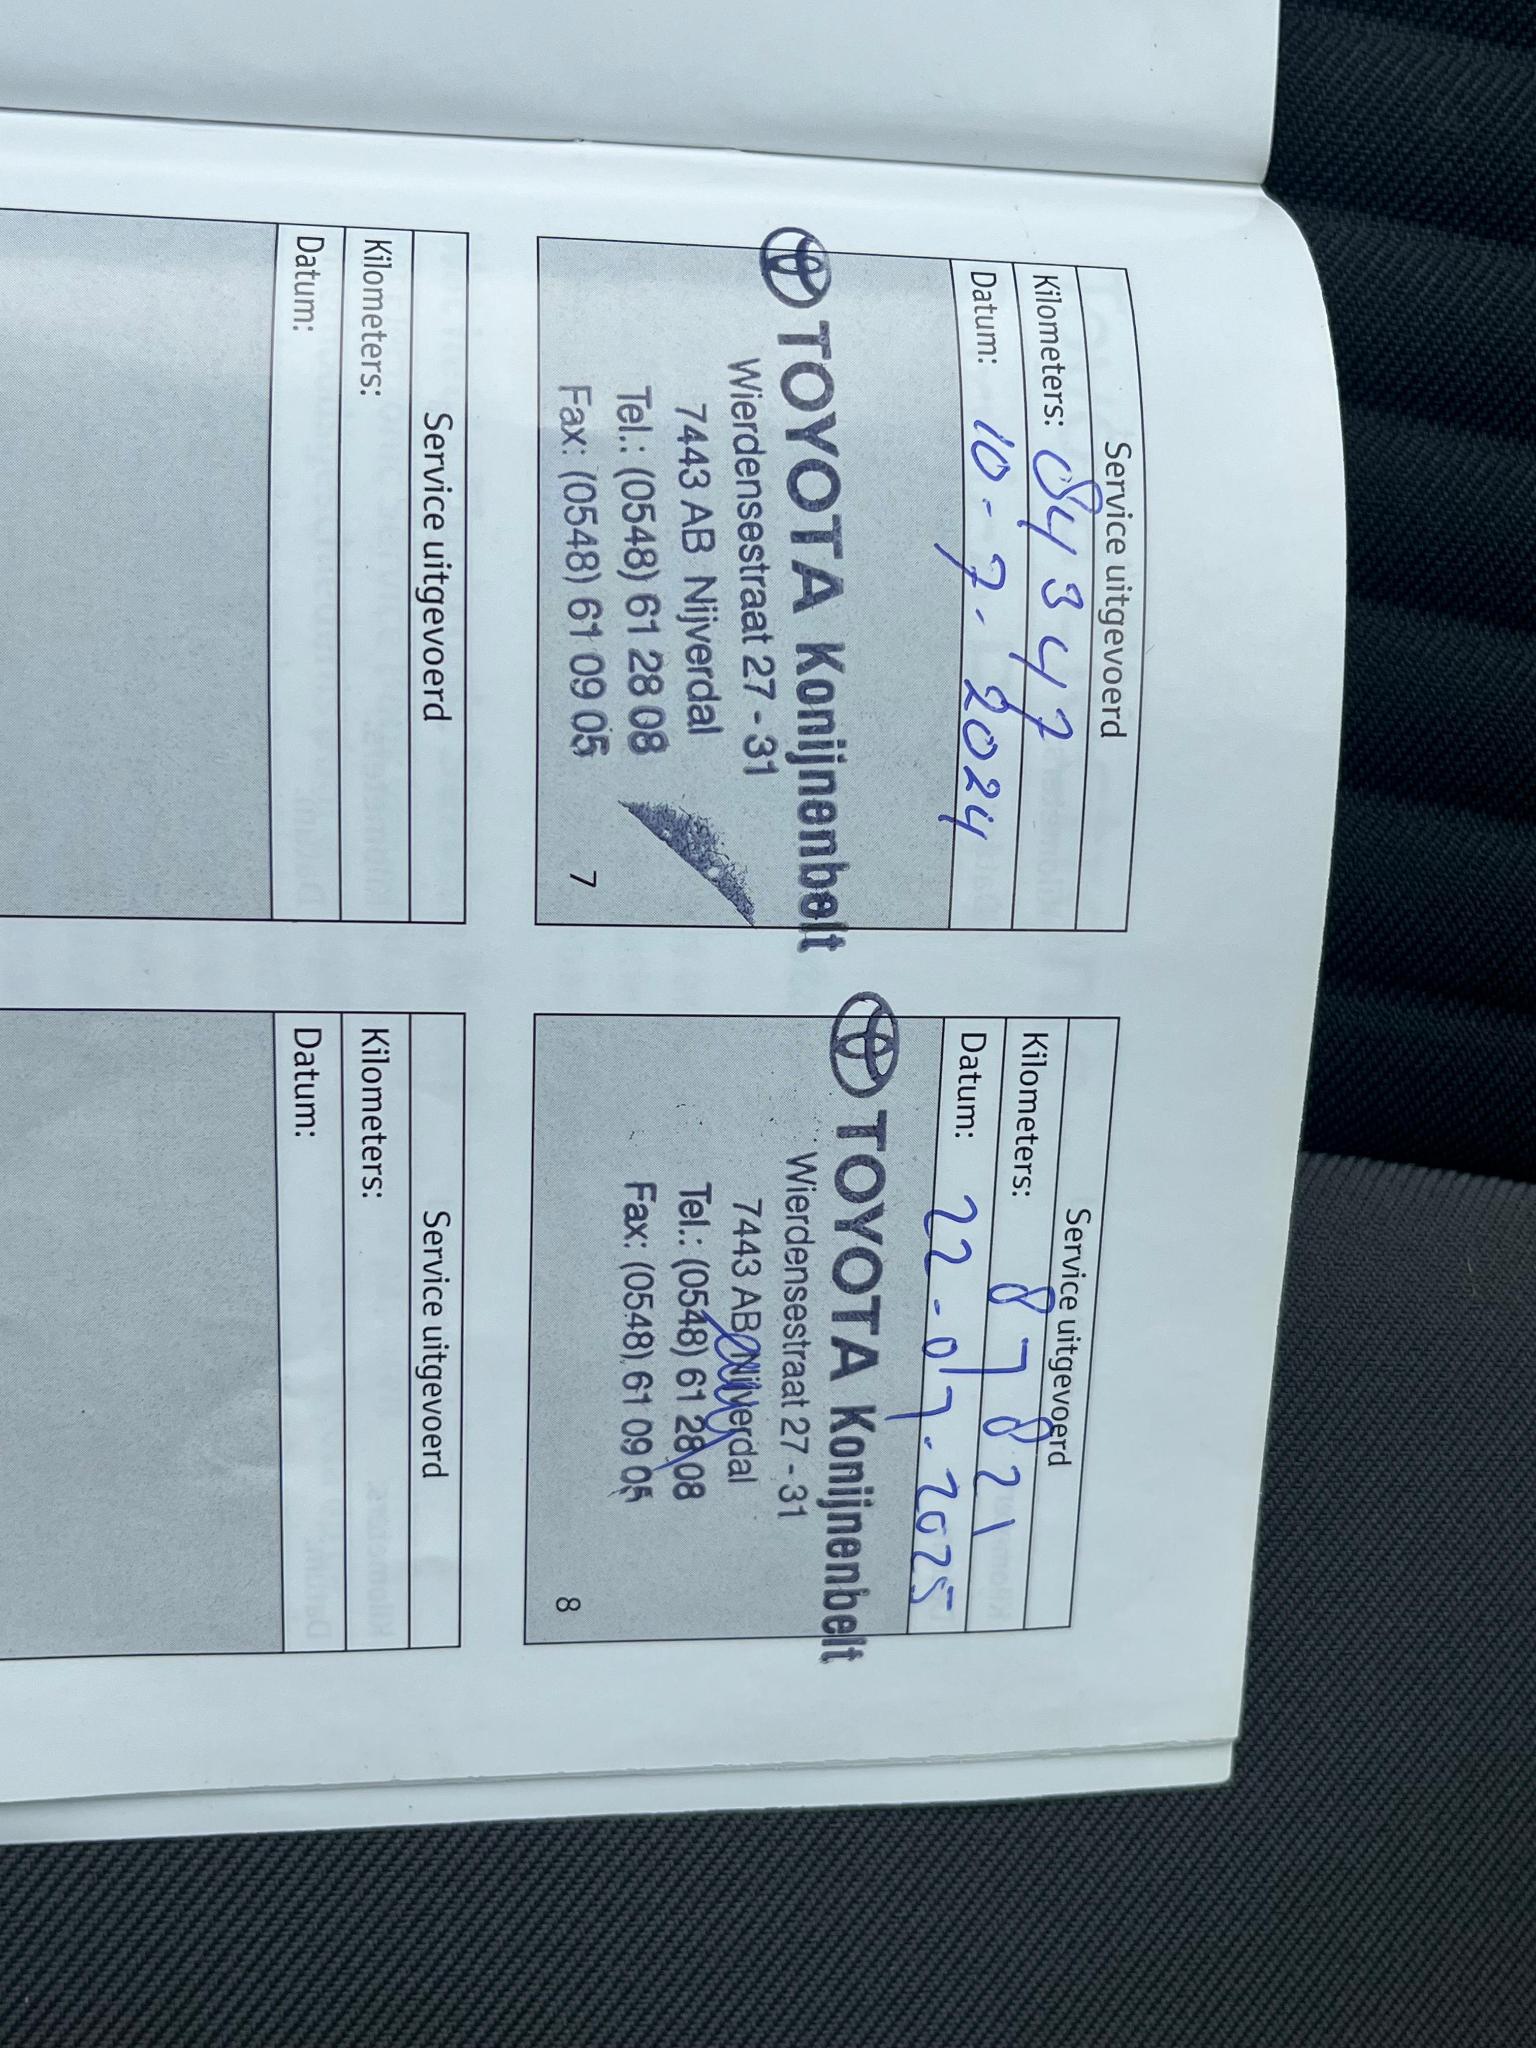 Service uitgevoerd
Kilometers: 84347
Datum: 10-7-2024
TOYOTA Konijnenbelt
Wierdensestraat 27 - 31
7443 AB Nijverdal
Tel.: (0548) 61 28 08
Fax: (0548) 61 09 05
7
Service uitgevoerd
Kilometers: 87821
Datum: 22-07-2025
TOYOTA Konijnenbelt
Wierdensestraat 27 - 31
7443 AB Nijverdal
Tel.: (0548) 61 28 08
Fax: (0548) 61 09 05
8
Service uitgevoerd
Kilometers:
Datum:
Service uitgevoerd
Kilometers:
Datum: